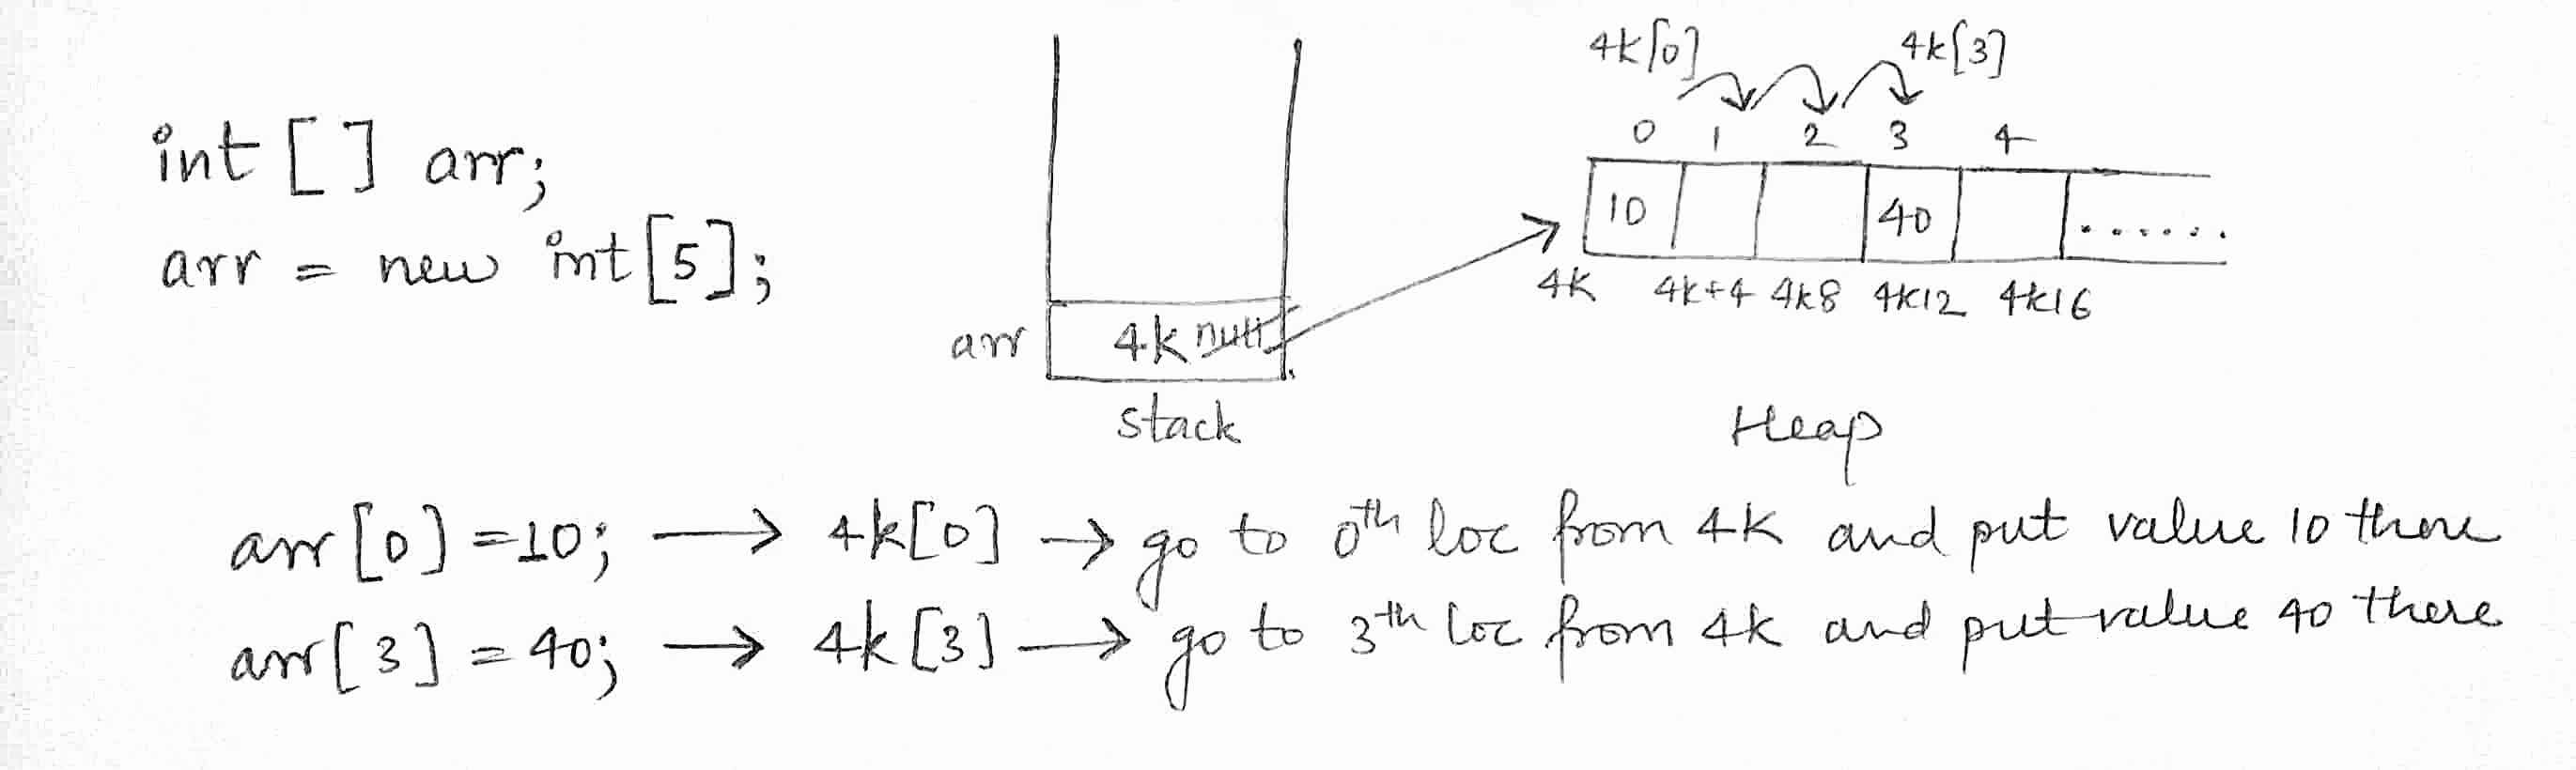 int [ ] arr;
arr = new int[5];
arr
4k null
stack
4k[0]
4k[3]
0 1 2 3 4
10 40 ......
4K 4k+4 4k8 4K12 4k16
Heap
arr[0]=10; → 4k[0] → go to 0th loc from 4K and put value 10 there
arr[3] = 40; → 4k[3] → go to 3th loc from 4k and put value 40 there